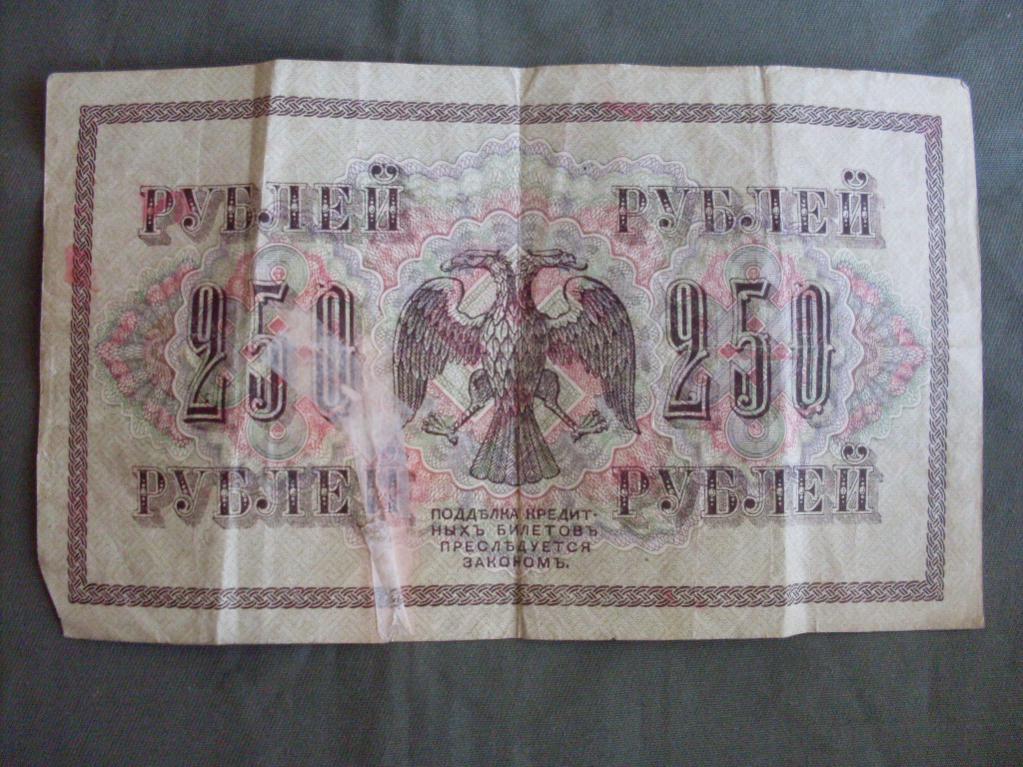 РУБЛЕЙ РУБЛЕЙ
250 250
РУБЛЕЙ РУБЛЕЙ
ПОДДѢЛКА КРЕДИТ-
НЫХЪ БИЛЕТОВЪ
ПРЕСЛѢДУЕТСЯ
ЗАКОНОМЪ.